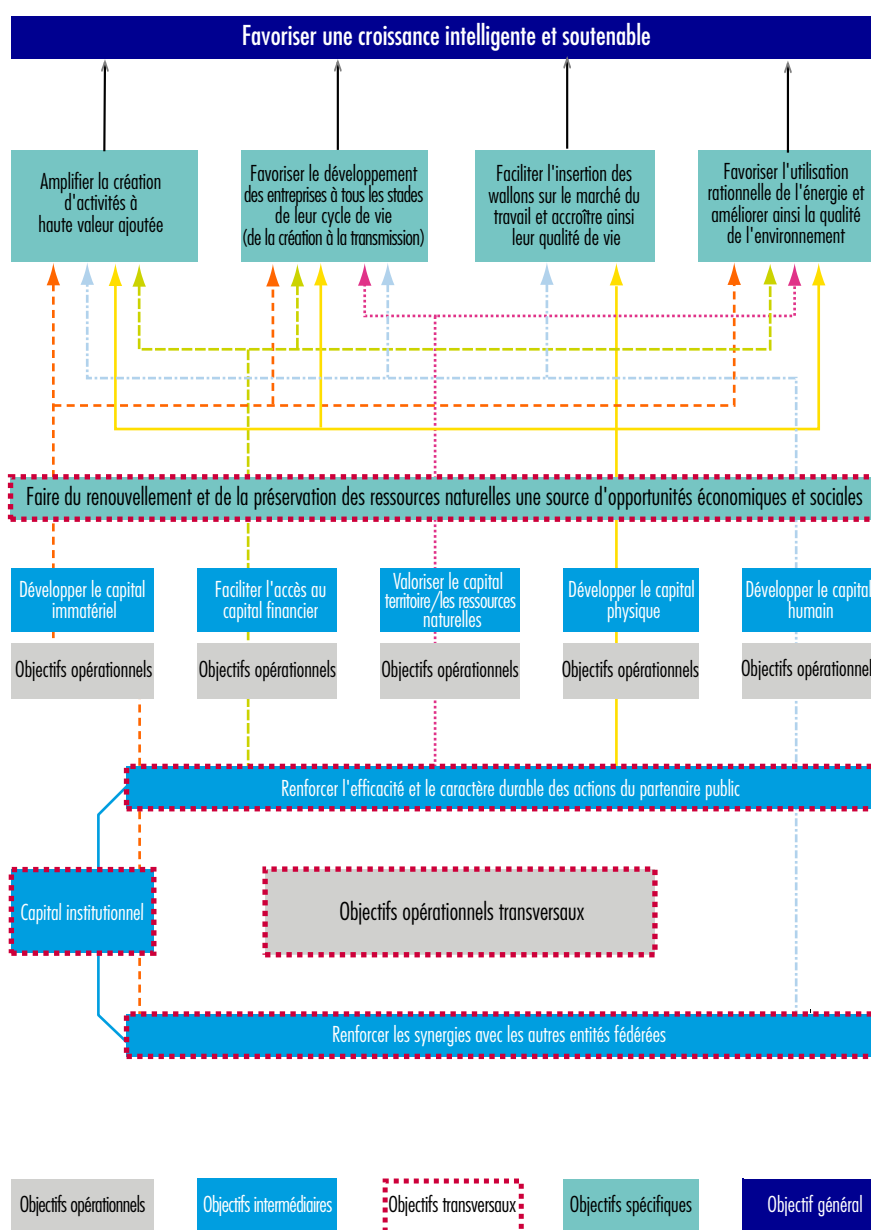 Favoriser une croissance intelligente et soutenable
Amplifier la création
d'activités à
haute valeur ajoutée
Favoriser le développement
des entreprises à tous les stades
de leur cycle de vie
(de la création à la transmission)
Faciliter l'insertion des
wallons sur le marché du
travail et accroître ainsi
leur qualité de vie
Favoriser l'utilisation
rationnelle de l'énergie et
améliorer ainsi la qualité
de l'environnement
Faire du renouvellement et de la préservation des ressources naturelles une source d'opportunités économiques et sociales
Développer le capital
immatériel
Faciliter l'accès au
capital financier
Valoriser le capital
territoire/les ressources
naturelles
Développer le capital
physique
Développer le capital
humain
Objectifs opérationnels
Objectifs opérationnels
Objectifs opérationnels
Objectifs opérationnels
Objectifs opérationnel
Renforcer l'efficacité et le caractère durable des actions du partenaire public
Capital institutionnel
Objectifs opérationnels transversaux
Renforcer les synergies avec les autres entités fédérées
Objectifs opérationnels
Objectifs intermédiaires
Objectifs transversaux
Objectifs spécifiques
Objectif général